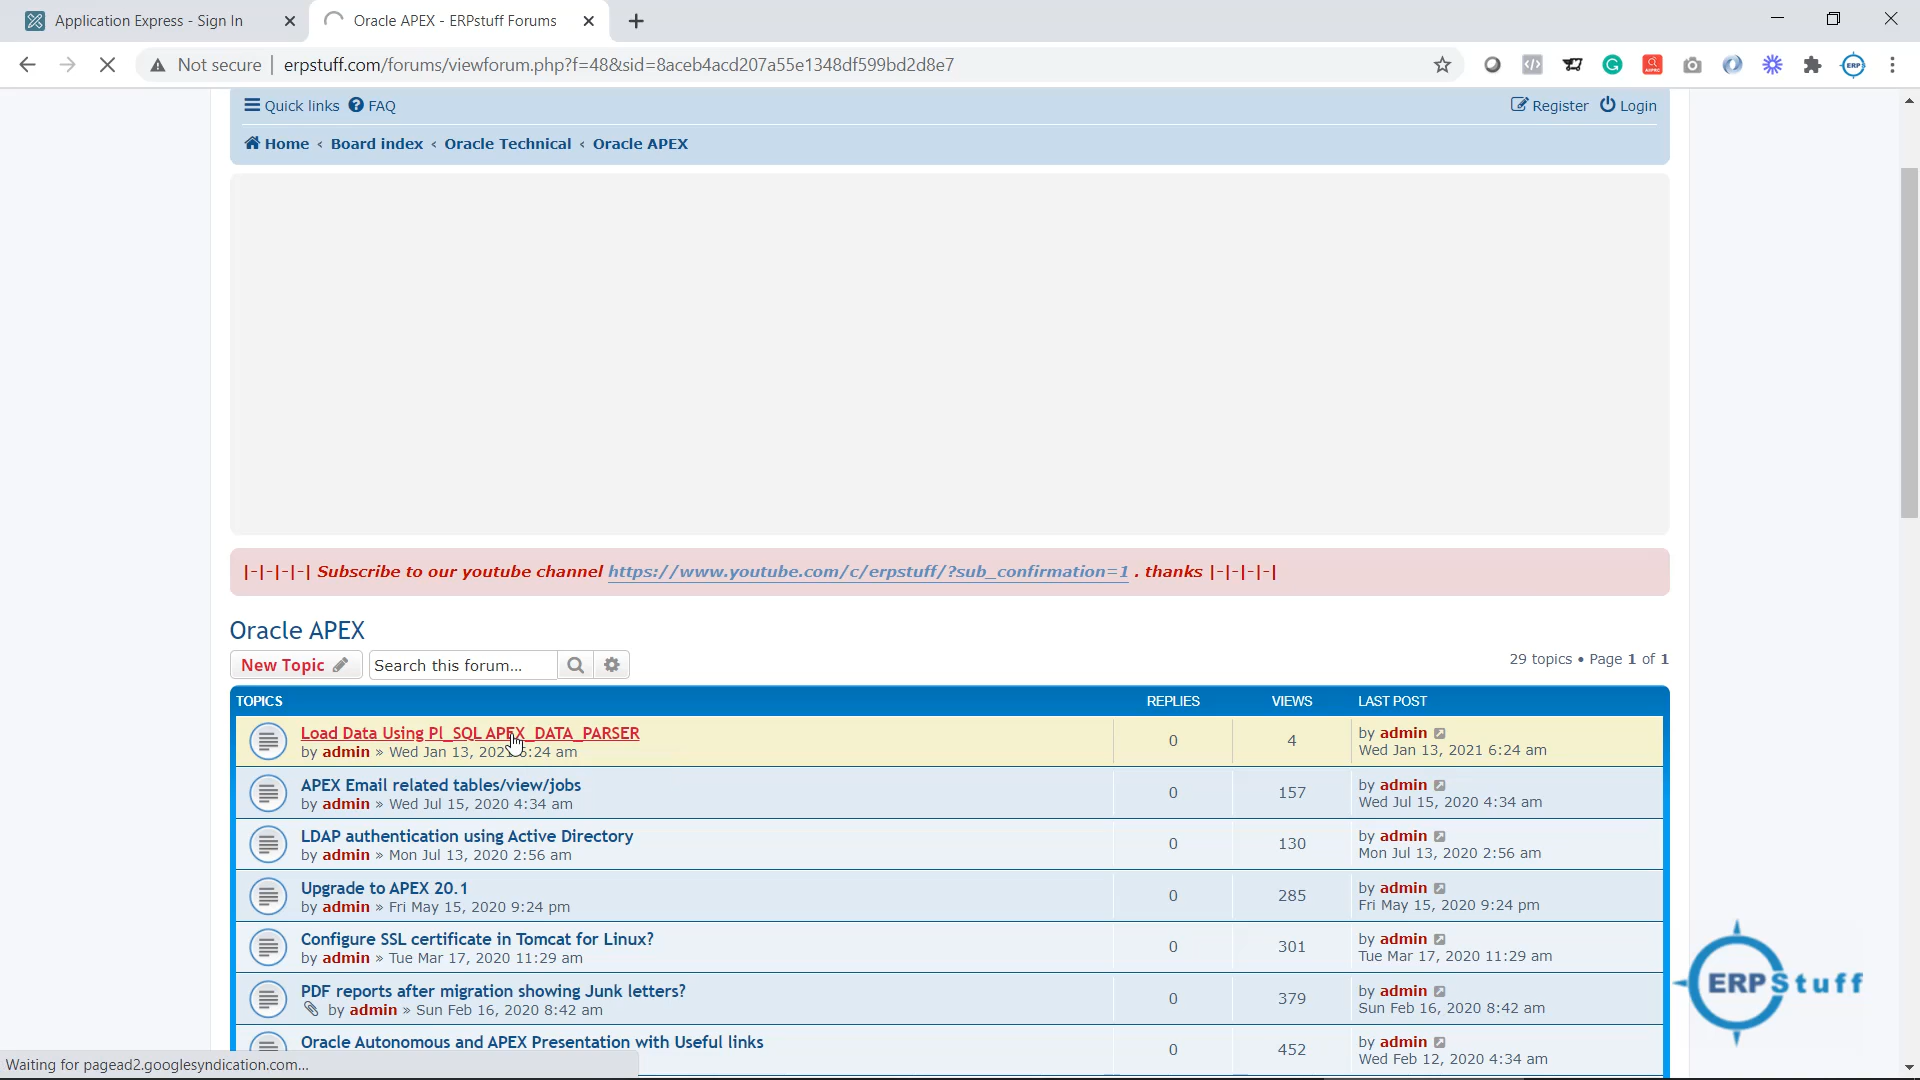 Application Express - Sign In
Oracle APEX - ERPstuff Forums
Not secure
erpstuff.com/forums/viewforum.php?f=48&sid=8aceb4acd207a55e1348df599bd2d8e7
ERP
Quick links FAQ
Register Login
Home ‹ Board index ‹ Oracle Technical ‹ Oracle APEX
|-|-|-|-| Subscribe to our youtube channel https://www.youtube.com/c/erpstuff/?sub_confirmation=1 . thanks |-|-|-|-|
Oracle APEX
New Topic
Search this forum...
29 topics • Page 1 of 1
TOPICS REPLIES VIEWS LAST POST
Load Data Using Pl_SQL APEX_DATA_PARSER
by admin » Wed Jan 13, 2021 6:24 am
0
4
by admin
Wed Jan 13, 2021 6:24 am
APEX Email related tables/view/jobs
by admin » Wed Jul 15, 2020 4:34 am
0
157
by admin
Wed Jul 15, 2020 4:34 am
LDAP authentication using Active Directory
by admin » Mon Jul 13, 2020 2:56 am
0
130
by admin
Mon Jul 13, 2020 2:56 am
Upgrade to APEX 20.1
by admin » Fri May 15, 2020 9:24 pm
0
285
by admin
Fri May 15, 2020 9:24 pm
Configure SSL certificate in Tomcat for Linux?
by admin » Tue Mar 17, 2020 11:29 am
0
301
by admin
Tue Mar 17, 2020 11:29 am
PDF reports after migration showing Junk letters?
by admin » Sun Feb 16, 2020 8:42 am
0
379
by admin
Sun Feb 16, 2020 8:42 am
Oracle Autonomous and APEX Presentation with Useful links
0
452
by admin
Wed Feb 12, 2020 4:34 am
ERPStuff
Waiting for pagead2.googlesyndication.com...